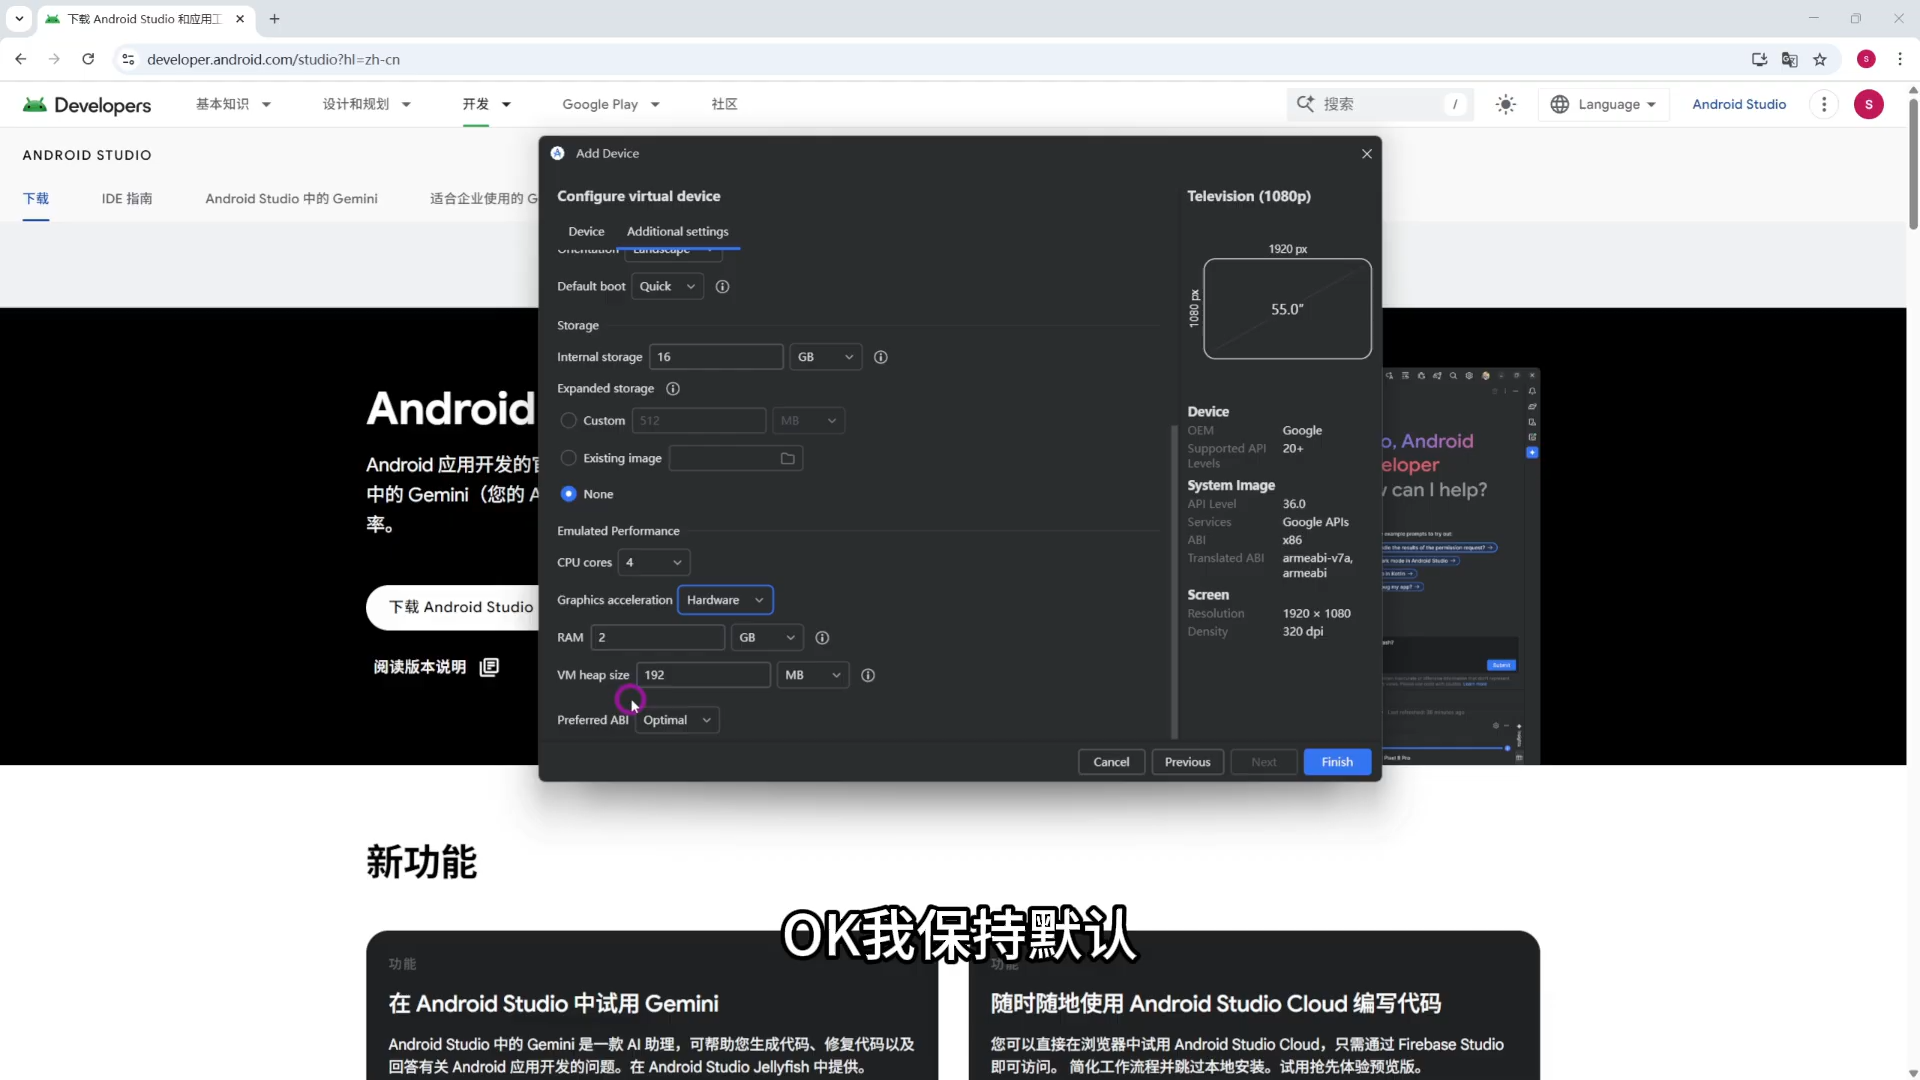 下载 Android Studio 和应用工
developer.android.com/studio?hl=zh-cn
S
Developers
基本知识
设计和规划
开发
Google Play
社区
搜索
/
Language
Android Studio
S
ANDROID STUDIO
下载
IDE 指南
Android Studio 中的 Gemini
适合企业使用的 G
Add Device
Configure virtual device
Device
Additional settings
Orientation
Landscape
Default boot
Quick
Storage
Internal storage
16
GB
Expanded storage
Custom
512
MB
Existing image
None
Emulated Performance
CPU cores
4
Graphics acceleration
Hardware
RAM
2
GB
VM heap size
192
MB
Preferred ABI
Optimal
Television (1080p)
1920 px
1080 px
55.0″
Device
OEM
Google
Supported API Levels
20+
System Image
API Level
36.0
Services
Google APIs
ABI
x86
Translated ABI
armeabi-v7a, armeabi
Screen
Resolution
1920 × 1080
Density
320 dpi
Cancel
Previous
Next
Finish
Android
Android 应用开发的官
中的 Gemini（您的 A
率。
下载 Android Studio
阅读版本说明
o, Android
eloper
can I help?
Submit
Pixel 8 Pro
新功能
OK我保持默认
功能
在 Android Studio 中试用 Gemini
Android Studio 中的 Gemini 是一款 AI 助理，可帮助您生成代码、修复代码以及
回答有关 Android 应用开发的问题。在 Android Studio Jellyfish 中提供。
功能
随时随地使用 Android Studio Cloud 编写代码
您可以直接在浏览器中试用 Android Studio Cloud，只需通过 Firebase Studio
即可访问。 简化工作流程并跳过本地安装。试用抢先体验预览版。